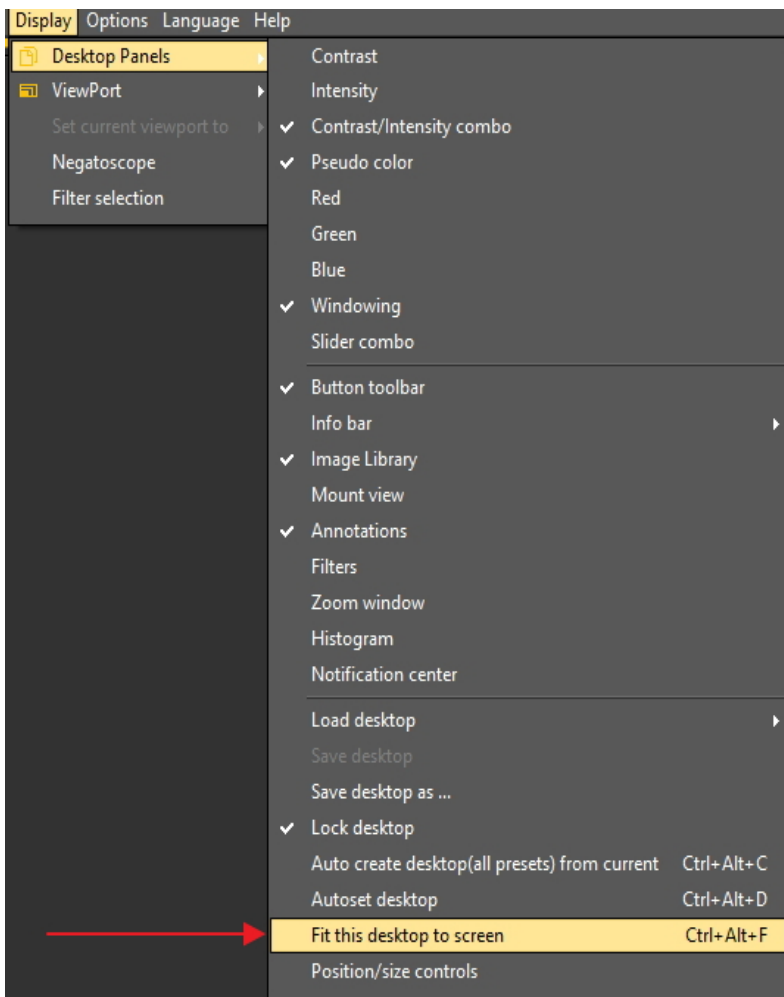 Display Options Language Help
Desktop Panels
ViewPort
Set current viewport to
Negatoscope
Filter selection
Contrast
Intensity
Contrast/Intensity combo
Pseudo color
Red
Green
Blue
Windowing
Slider combo
Button toolbar
Info bar
Image Library
Mount view
Annotations
Filters
Zoom window
Histogram
Notification center
Load desktop
Save desktop
Save desktop as ...
Lock desktop
Auto create desktop(all presets) from current Ctrl+Alt+C
Autoset desktop Ctrl+Alt+D
Fit this desktop to screen Ctrl+Alt+F
Position/size controls